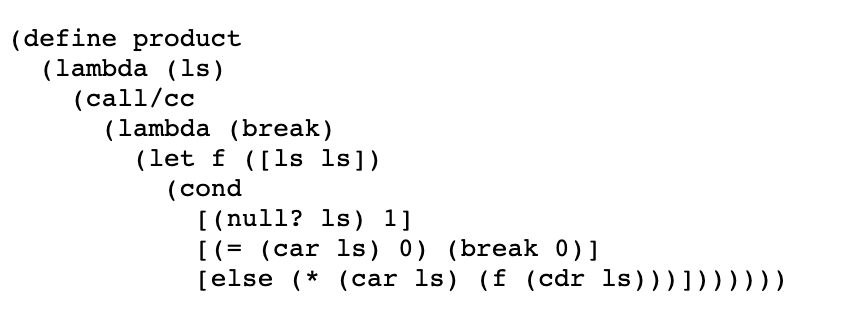 (define product
(lambda (ls)
(call/cc
(lambda (break)
(let f ([ls ls])
(cond
[(null? ls) 1]
[(= (car ls) 0) (break 0)]
[else (* (car ls) (f (cdr ls)))]))))))